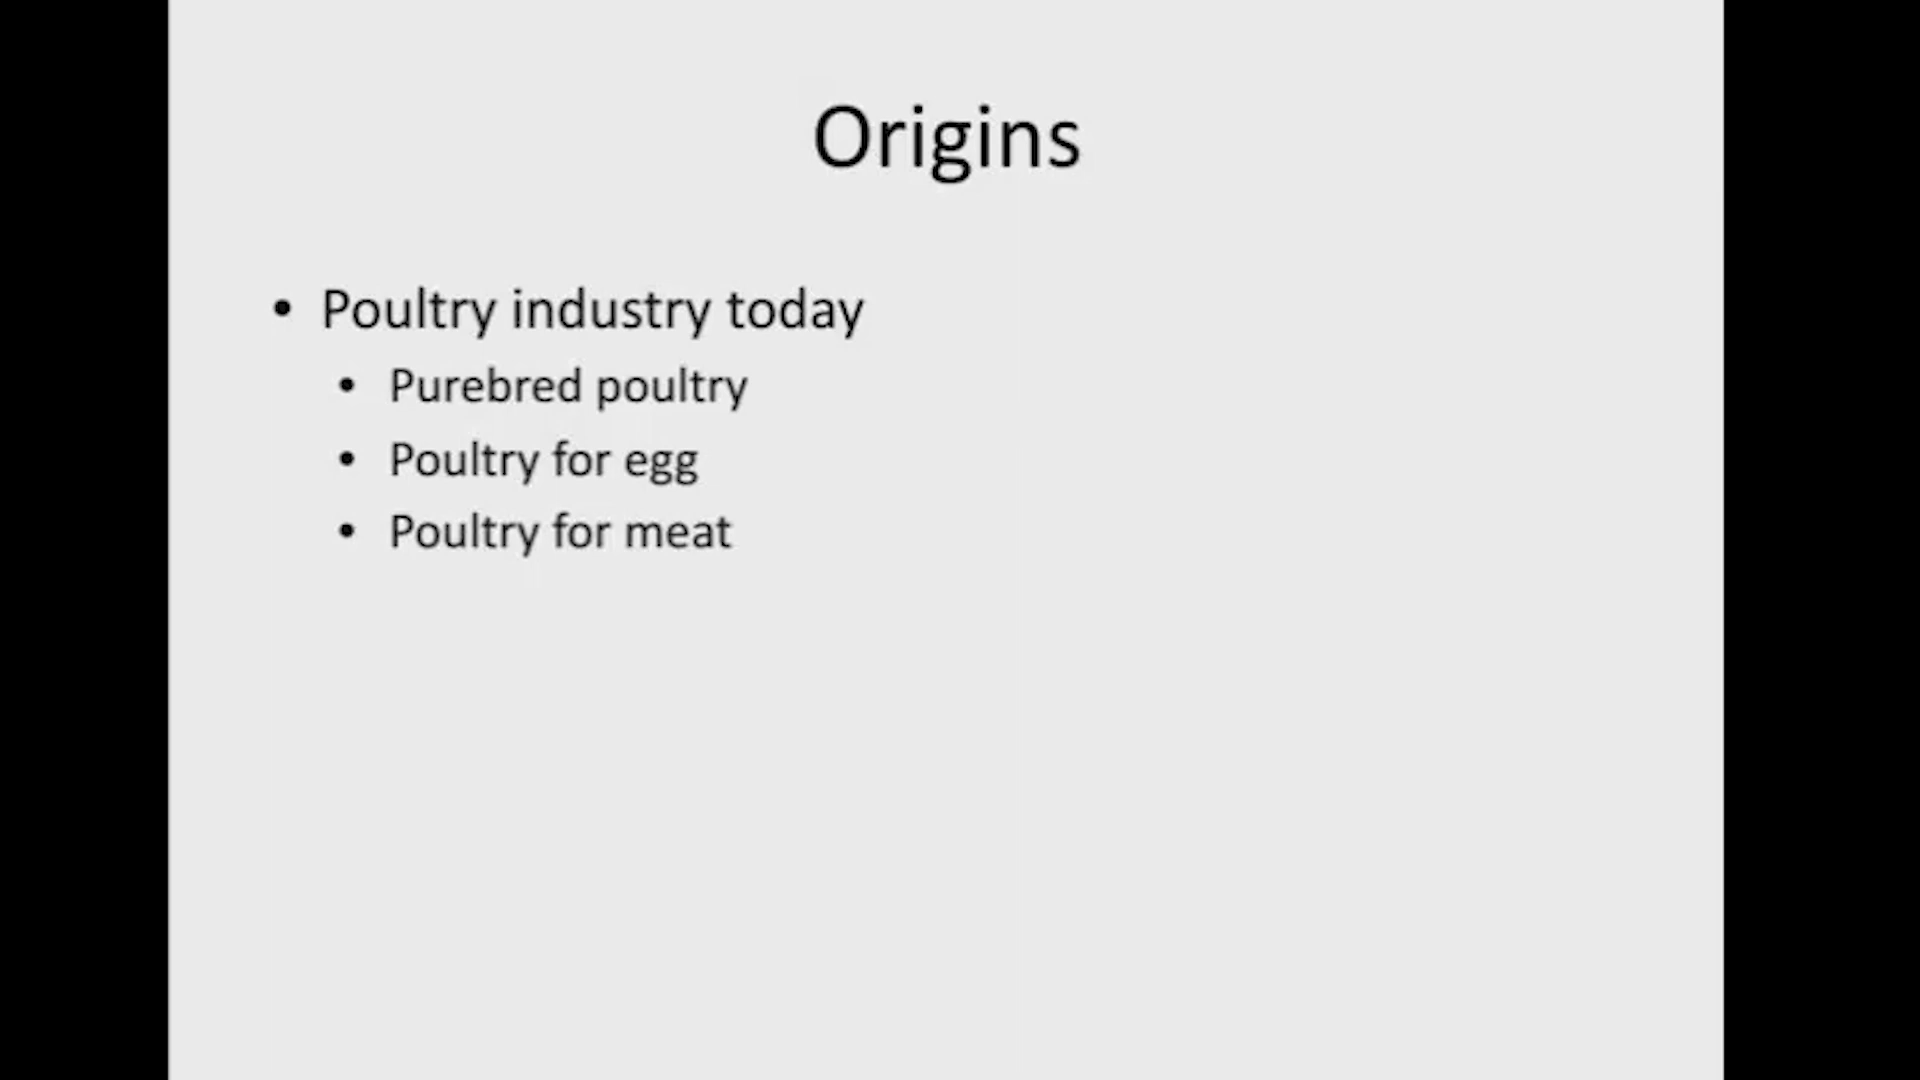 Origins
• Poultry industry today
• Purebred poultry
• Poultry for egg
• Poultry for meat